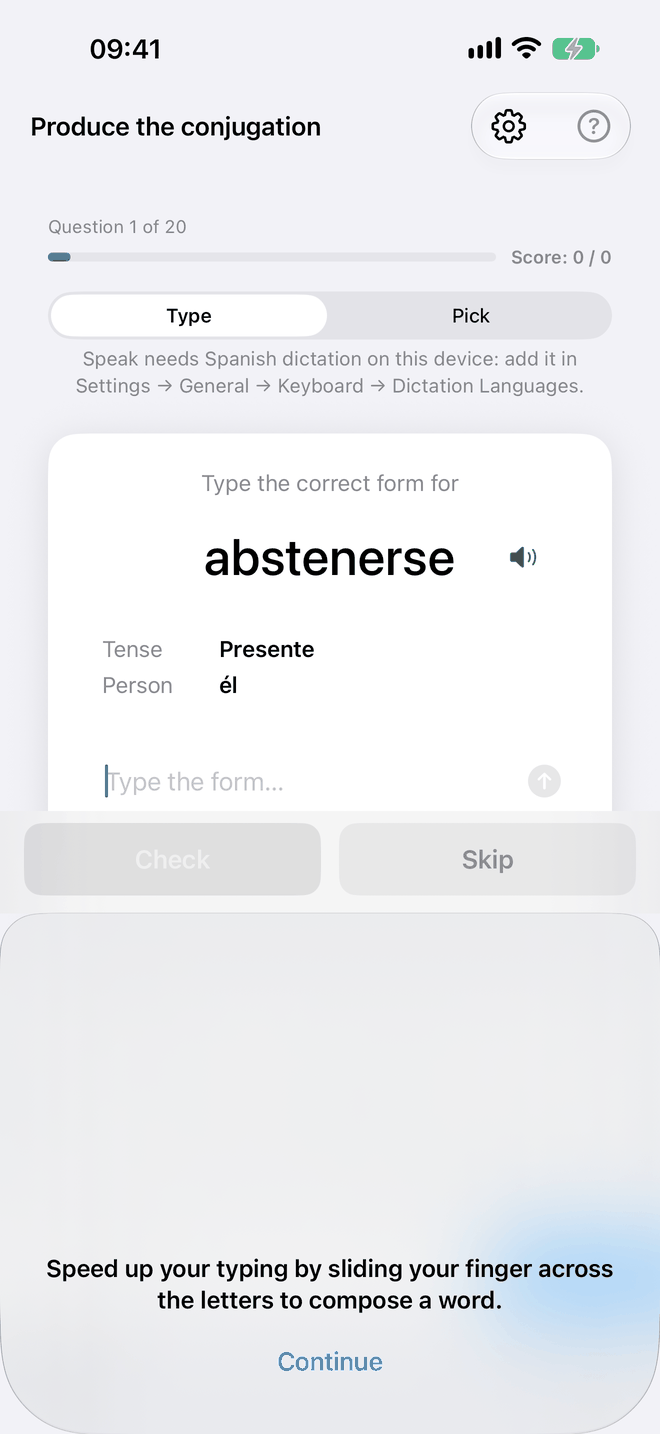 09:41
Produce the conjugation
?
Question 1 of 20
Score: 0 / 0
Type
Pick
Speak needs Spanish dictation on this device: add it in
Settings → General → Keyboard → Dictation Languages.
Type the correct form for
abstenerse
Tense Presente
Person él
Type the form...
Check
Skip
Speed up your typing by sliding your finger across
the letters to compose a word.
Continue